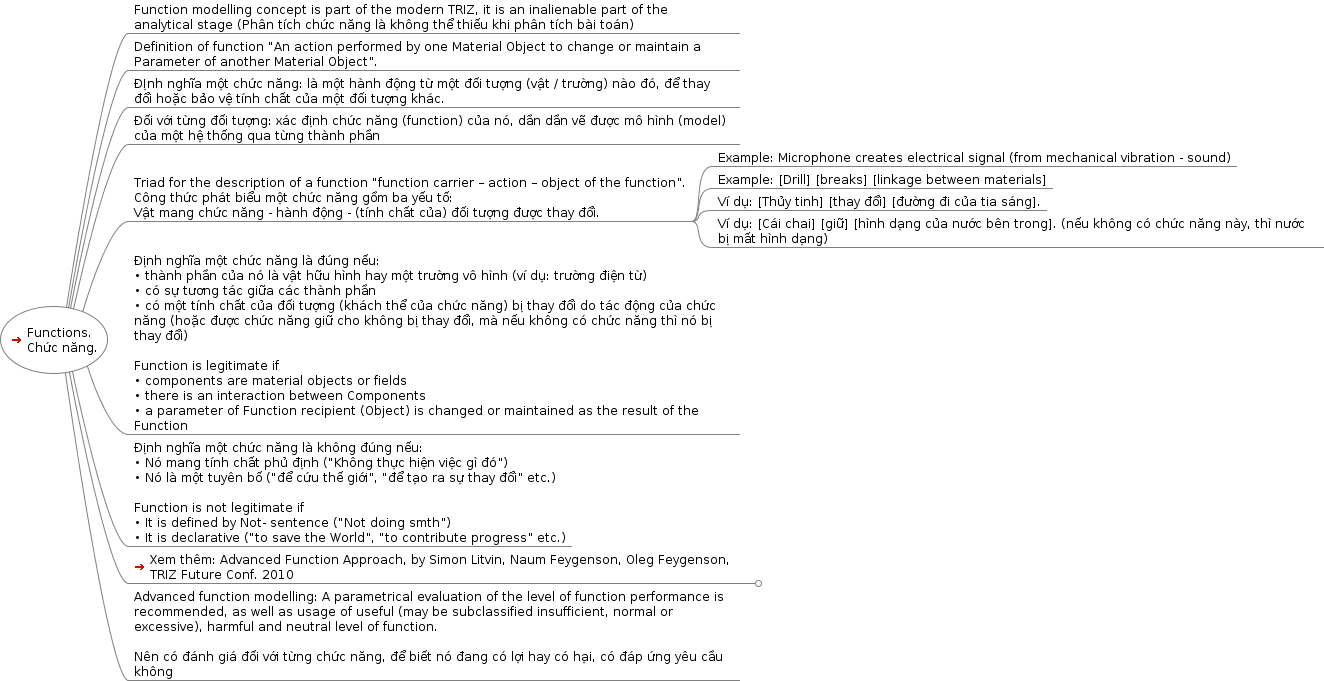 Function modelling concept is part of the modern TRIZ, it is an inalienable part of the
analytical stage (Phân tích chức năng là không thể thiếu khi phân tích bài toán)
Definition of function "An action performed by one Material Object to change or maintain a
Parameter of another Material Object".
Định nghĩa một chức năng: là một hành động từ một đối tượng (vật / trường) nào đó, để thay
đổi hoặc bảo vệ tính chất của một đối tượng khác.
Đối với từng đối tượng: xác định chức năng (function) của nó, dần dần vẽ được mô hình (model)
của một hệ thống qua từng thành phần
Triad for the description of a function "function carrier – action – object of the function".
Công thức phát biểu một chức năng gồm ba yếu tố:
Vật mang chức năng - hành động - (tính chất của) đối tượng được thay đổi.
Example: Microphone creates electrical signal (from mechanical vibration - sound)
Example: [Drill] [breaks] [linkage between materials]
Ví dụ: [Thủy tinh] [thay đổi] [đường đi của tia sáng].
Ví dụ: [Cái chai] [giữ] [hình dạng của nước bên trong]. (nếu không có chức năng này, thì nước
bị mất hình dạng)
Định nghĩa một chức năng là đúng nếu:
• thành phần của nó là vật hữu hình hay một trường vô hình (ví dụ: trường điện từ)
• có sự tương tác giữa các thành phần
• có một tính chất của đối tượng (khách thể của chức năng) bị thay đổi do tác động của chức
năng (hoặc được chức năng giữ cho không bị thay đổi, mà nếu không có chức năng thì nó bị
thay đổi)
Function is legitimate if
• components are material objects or fields
• there is an interaction between Components
• a parameter of Function recipient (Object) is changed or maintained as the result of the
Function
Functions.
Chức năng.
Định nghĩa một chức năng là không đúng nếu:
• Nó mang tính chất phủ định ("Không thực hiện việc gì đó")
• Nó là một tuyên bố ("để cứu thế giới", "để tạo ra sự thay đổi" etc.)
Function is not legitimate if
• It is defined by Not- sentence ("Not doing smth")
• It is declarative ("to save the World", "to contribute progress" etc.)
Xem thêm: Advanced Function Approach, by Simon Litvin, Naum Feygenson, Oleg Feygenson,
TRIZ Future Conf. 2010
Advanced function modelling: A parametrical evaluation of the level of function performance is
recommended, as well as usage of useful (may be subclassified insufficient, normal or
excessive), harmful and neutral level of function.
Nên có đánh giá đối với từng chức năng, để biết nó đang có lợi hay có hại, có đáp ứng yêu cầu
không